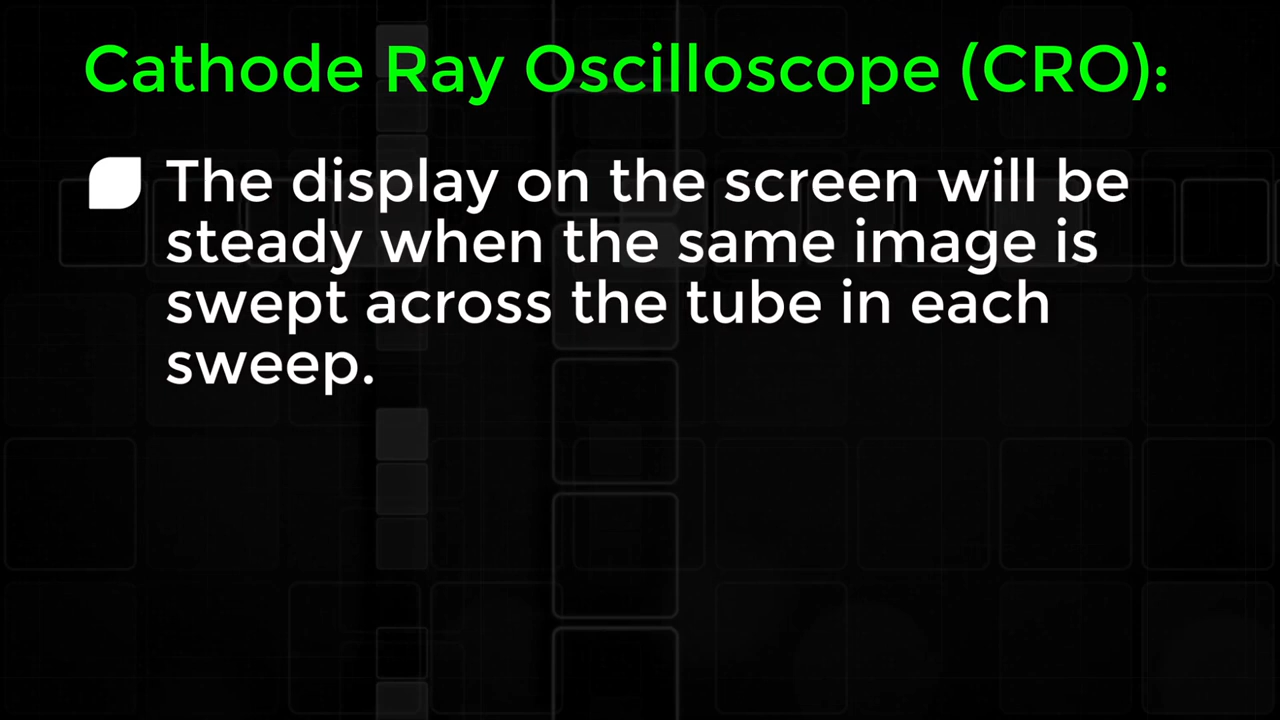 Cathode Ray Oscilloscope (CRO):
The display on the screen will be
steady when the same image is
swept across the tube in each
sweep.